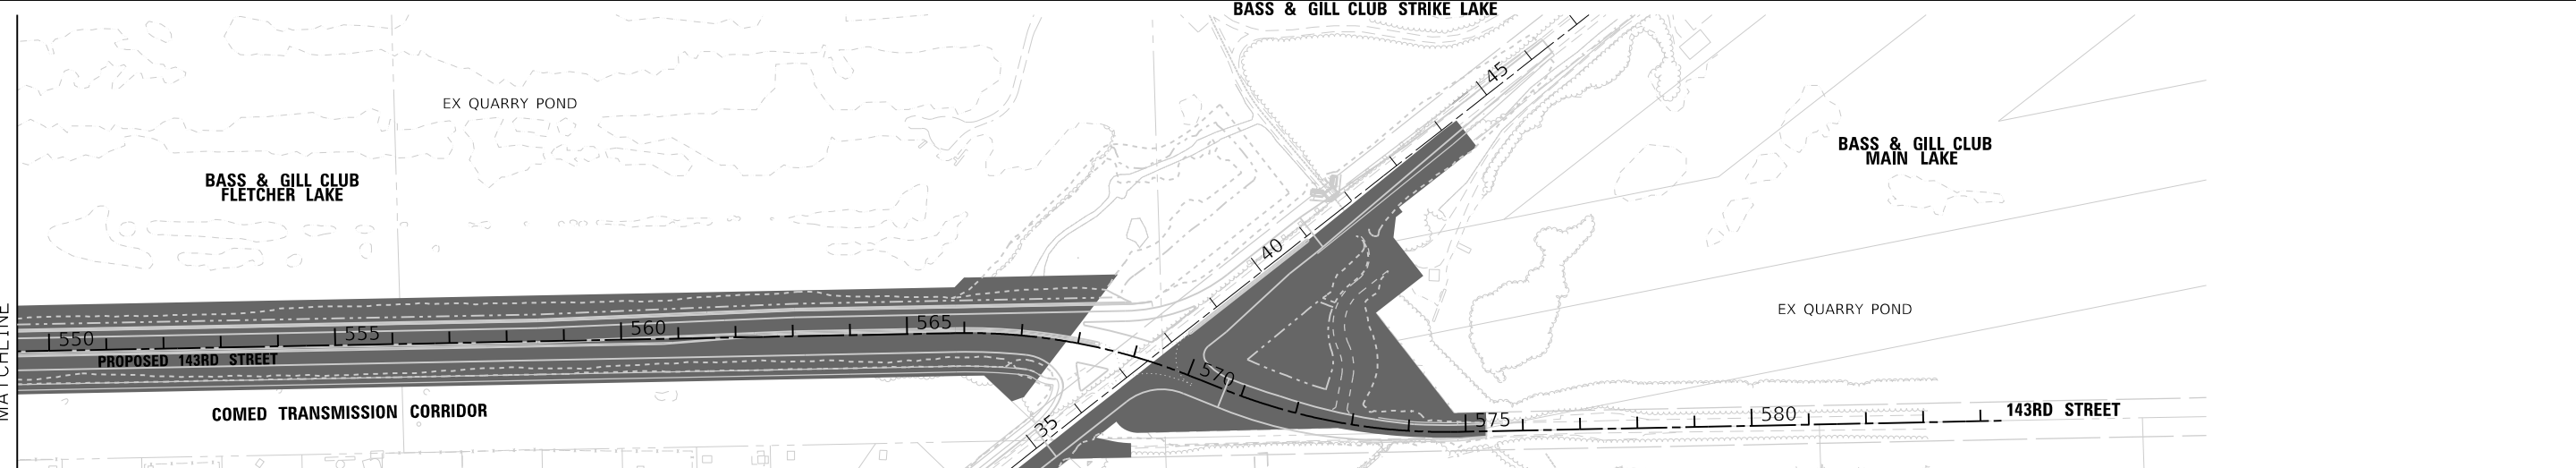 BASS & GILL CLUB STRIKE LAKE
45
EX QUARRY POND
BASS & GILL CLUB
MAIN LAKE
BASS & GILL CLUB
FLETCHER LAKE
40
EX QUARRY POND
MATCHLINE
550
555
560
565
PROPOSED 143RD STREET
570
575
580
143RD STREET
COMED TRANSMISSION CORRIDOR
35